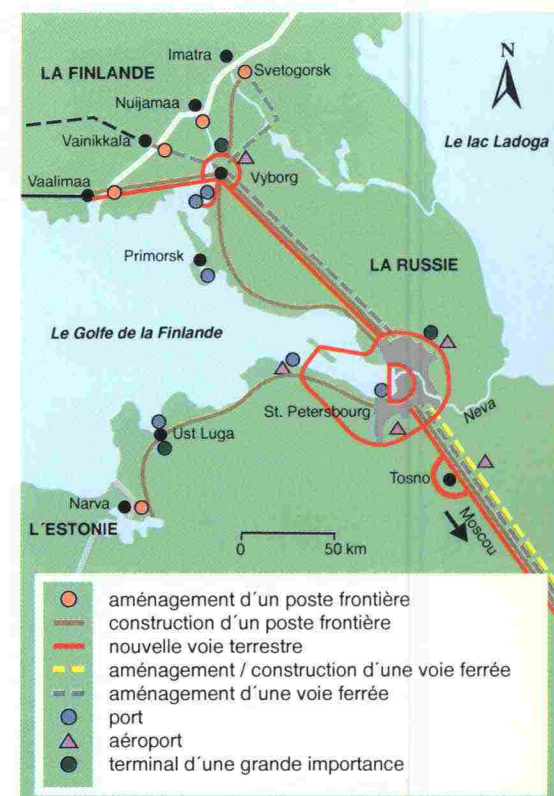 Imatra
N
LA FINLANDE
Svetogorsk
Nuijamaa
Le lac Ladoga
Vainikkala
Vaalimaa
Vyborg
Primorsk
LA RUSSIE
Le Golfe de la Finlande
St. Petersbourg
Neva
Ust Luga
Tosno
Narva
Moscou
L´ESTONIE
0 50 km
aménagement d´un poste frontière
construction d´un poste frontière
nouvelle voie terrestre
aménagement / construction d´une voie ferrée
aménagement d´une voie ferrée
port
aéroport
terminal d´une grande importance